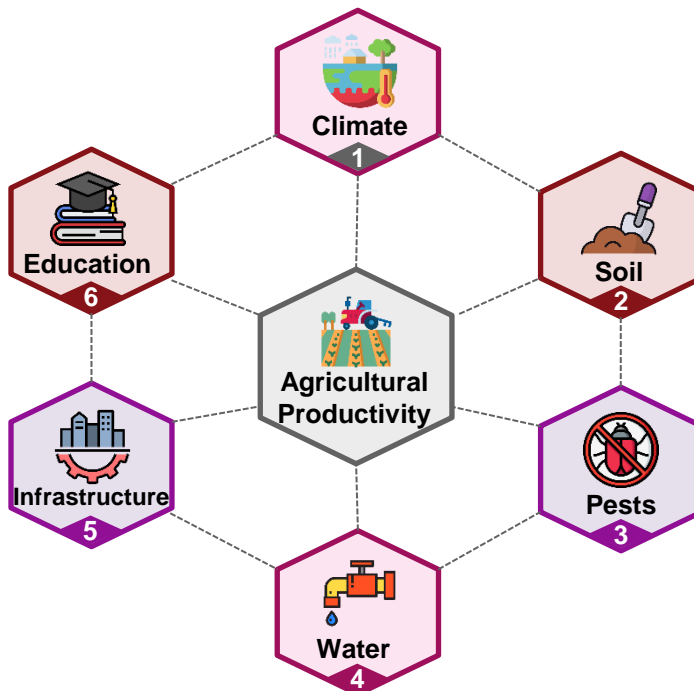 Climate
1
Education
6
Soil
2
Agricultural
Productivity
Infrastructure
5
Pests
3
Water
4